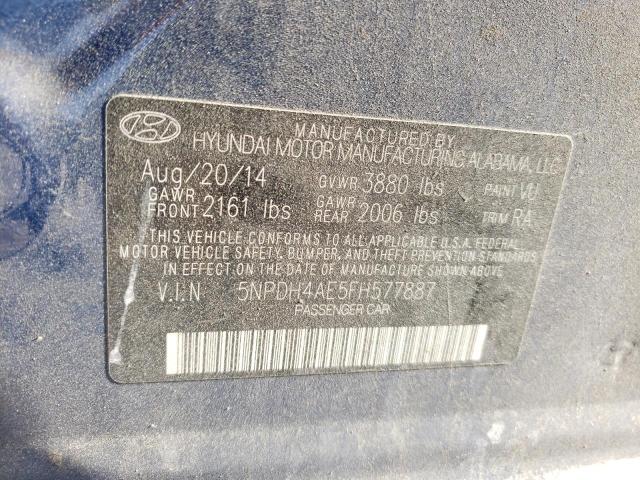 MANUFACTURED BY
HYUNDAI MOTOR MANUFACTURING ALABAMA, LLC
Aug/20/14 GVWR 3880 lbs PAINT VU
GAWR FRONT 2161 lbs GAWR REAR 2006 lbs TRIM RA
THIS VEHICLE CONFORMS TO ALL APPLICABLE U.S.A. FEDERAL
MOTOR VEHICLE SAFETY, BUMPER, AND THEFT PREVENTION STANDARDS
IN EFFECT ON THE DATE OF MANUFACTURE SHOWN ABOVE.
V.I.N 5NPDH4AE5FH577887
PASSENGER CAR